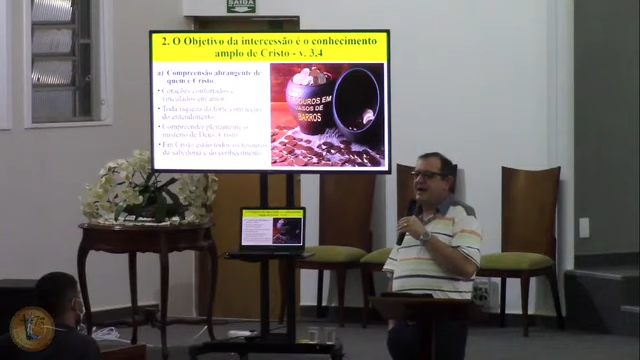 SAÍDA
2. O Objetivo da intercessão é o conhecimento
amplo de Cristo - v. 3,4
a) Compreensão abrangente de
quem é Cristo.
• Corações confortados e
vinculados em amor
• Toda riqueza da forte convicção
do entendimento
• Compreender plenamente o
mistério de Deus, Cristo
• Em Cristo estão todos os tesouros
da sabedoria e do conhecimento
TESOUROS EM
VASOS DE
BARROS